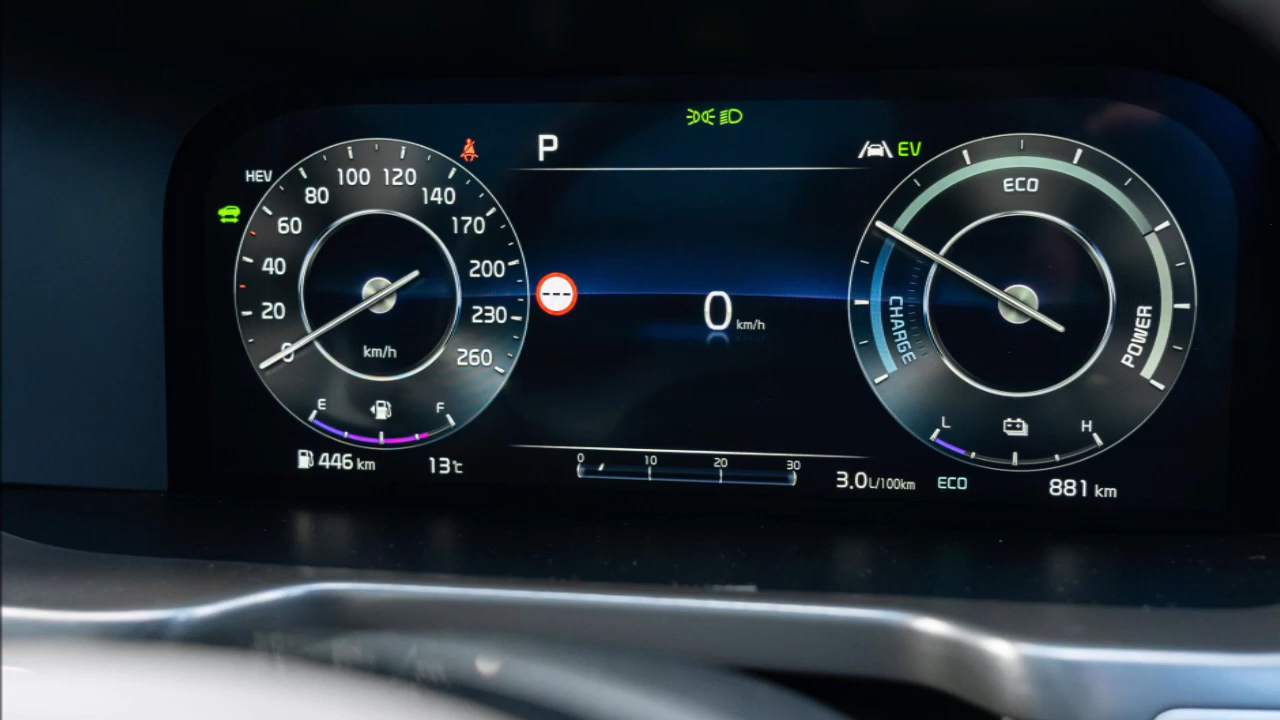 P
EV
HEV
80 100 120 140
60 170
40 200
20 230
0 260
km/h
E F
446 km 13°C
---
0 km/h
0 10 20 30
3.0 L/100km
ECO
CHARGE
POWER
L H
ECO 881 km